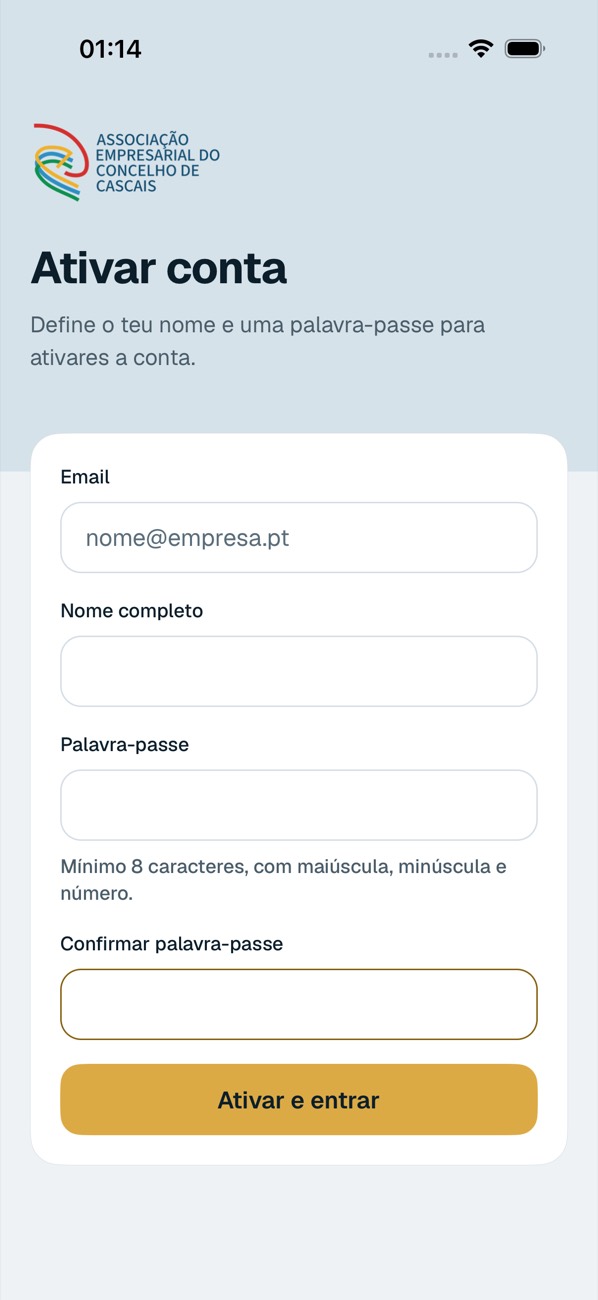 01:14
ASSOCIAÇÃO
EMPRESARIAL DO
CONCELHO DE
CASCAIS
Ativar conta
Define o teu nome e uma palavra-passe para
ativares a conta.
Email
nome@empresa.pt
Nome completo
Palavra-passe
Mínimo 8 caracteres, com maiúscula, minúscula e
número.
Confirmar palavra-passe
Ativar e entrar